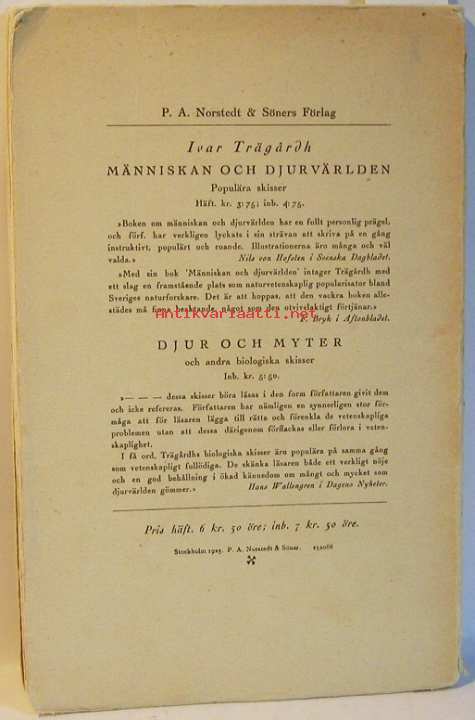 P. A. Norstedt & Söners Förlag
Ivar Trägårdh
MÄNNISKAN OCH DJURVÄRLDEN
Populära skisser
Häft. kr. 3:75; inb. 4:75.
»Boken om människan och djurvärlden har en fullt personlig prägel,
och förf. har verkligen lyckats i sin strävan att skriva på en gång
instruktivt, populärt och roande. Illustrationerna äro många och väl
valda.» Nils von Hofsten i Svenska Dagbladet.
»Med sin bok 'Människan och djurvärlden' intager Trägårdh med
ett slag en framstående plats som naturvetenskaplig popularisator bland
Sveriges naturforskare. Det är att hoppas, att den vackra boken alle-
städes må finna beaktande, något som den otvivelaktigt förtjänar.»
F. Bryk i Aftonbladet.
Antikvariaatti.net
DJUR OCH MYTER
och andra biologiska skisser
Inb. kr. 5:50.
»— — — dessa skisser böra läsas i den form författaren givit dem
och icke refereras. Författaren har nämligen en synnerligen stor för-
måga att för läsaren lägga till rätta och förenkla de vetenskapliga
problemen utan att dessa därigenom förflackas eller förlora i veten-
skaplighet.
I få ord, Trägårdhs biologiska skisser äro populära på samma gång
som vetenskapligt fullödiga. De skänka läsaren både ett verkligt nöje
och en god behållning i ökad kännedom om mångt och mycket som
djurvärlden gömmer.» Hans Wallengren i Dagens Nyheter.
Pris häft. 6 kr. 50 öre; inb. 7 kr. 50 öre.
Stockholm 1925. P. A. Norstedt & Söner.